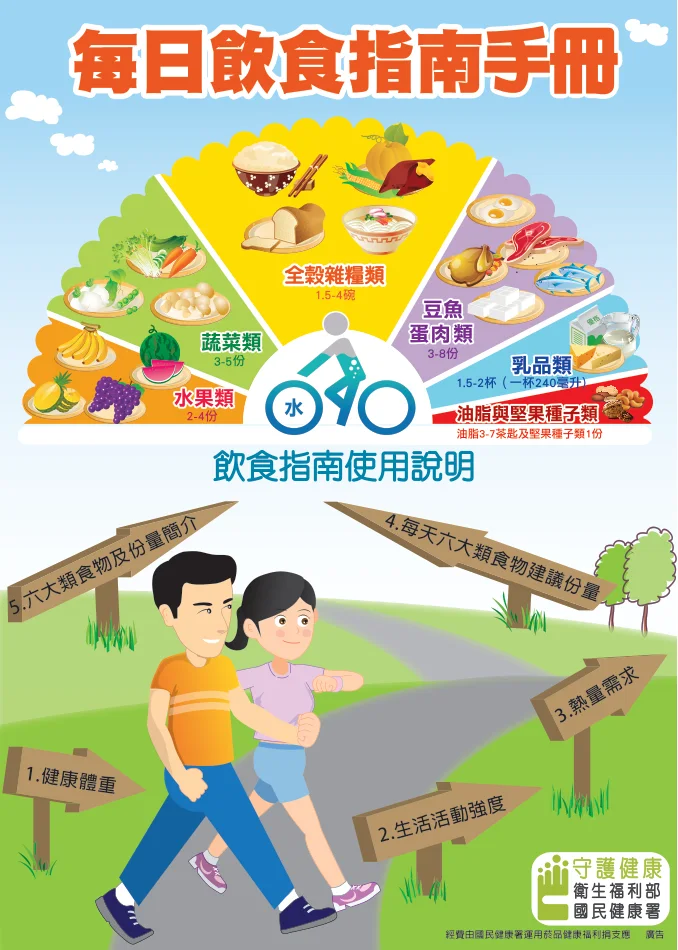 每日飲食指南手冊
全穀雜糧類
1.5-4碗
豆魚
蛋肉類
3-8份
蔬菜類
3-5份
乳品類
1.5-2杯（一杯240毫升）
水果類
2-4份
油脂與堅果種子類
油脂3-7茶匙及堅果種子類1份
水
飲食指南使用說明
5.六大類食物及份量簡介
4.每天六大類食物建議份量
3.熱量需求
1.健康體重
2.生活活動強度
守護健康
衛生福利部
國民健康署
經費由國民健康署運用菸品健康福利捐支應 廣告